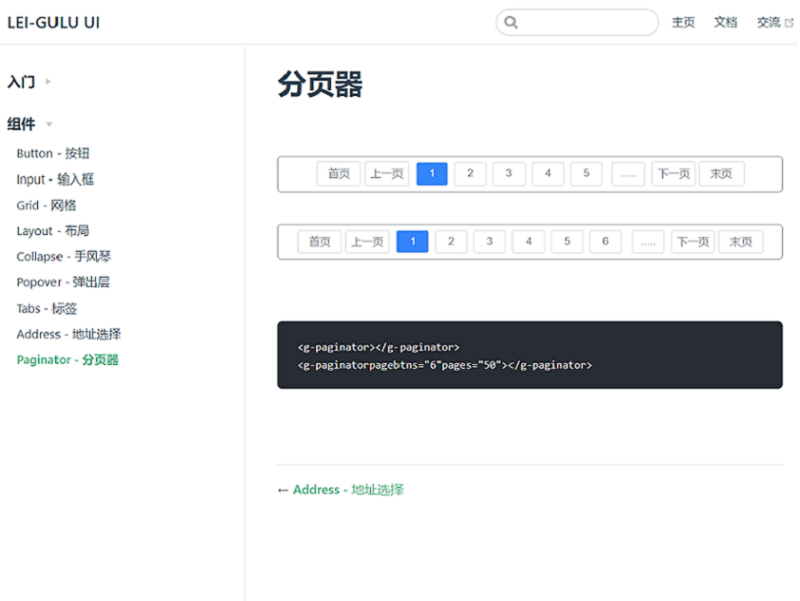 LEI-GULU UI
主页 文档 交流
入门
组件
Button - 按钮
Input - 输入框
Grid - 网格
Layout - 布局
Collapse - 手风琴
Popover - 弹出层
Tabs - 标签
Address - 地址选择
Paginator - 分页器
分页器
首页 上一页 1 2 3 4 5 ...... 下一页 末页
首页 上一页 1 2 3 4 5 6 ...... 下一页 末页
<g-paginator></g-paginator>
<g-paginatorpagebtns="6"pages="50"></g-paginator>
← Address - 地址选择